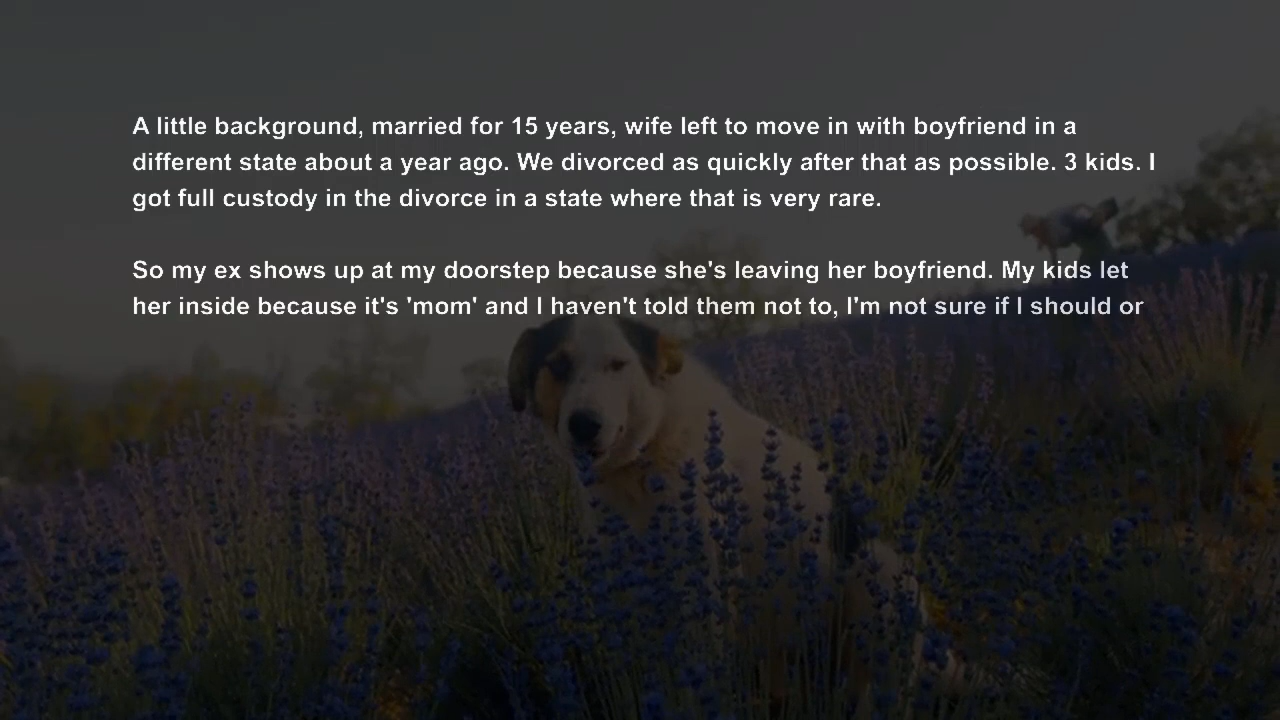 A little background, married for 15 years, wife left to move in with boyfriend in a
different state about a year ago. We divorced as quickly after that as possible. 3 kids. I
got full custody in the divorce in a state where that is very rare.
So my ex shows up at my doorstep because she's leaving her boyfriend. My kids let
her inside because it's 'mom' and I haven't told them not to, I'm not sure if I should or